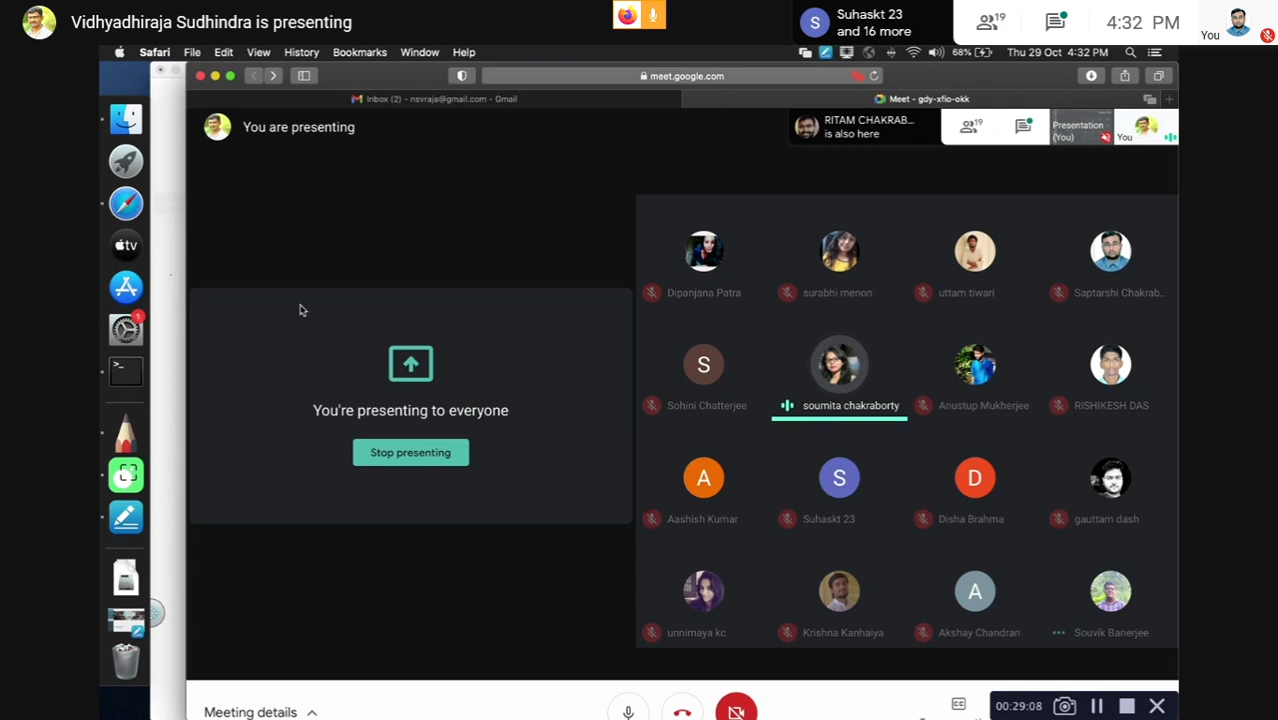 Vidhyadhiraja Sudhindra is presenting
S
Suhaskt 23
and 16 more
19
4:32 PM
You
Safari File Edit View History Bookmarks Window Help
68% Thu 29 Oct 4:32 PM
meet.google.com
Inbox (2) - nsvraja@gmail.com - Gmail
Meet - gdy-xfio-okk
You are presenting
RITAM CHAKRAB...
is also here
19
Presentation
(You)
You
tv
1
>_
You're presenting to everyone
Stop presenting
Dipanjana Patra
surabhi menon
uttam tiwari
Saptarshi Chakrab...
S
Sohini Chatterjee
soumita chakraborty
Anustup Mukherjee
RISHIKESH DAS
A
S
D
Aashish Kumar
Suhaskt 23
Disha Brahma
gauttam dash
A
unnimaya kc
Krishna Kanhaiya
Akshay Chandran
Souvik Banerjee
Meeting details
CC
00:29:08